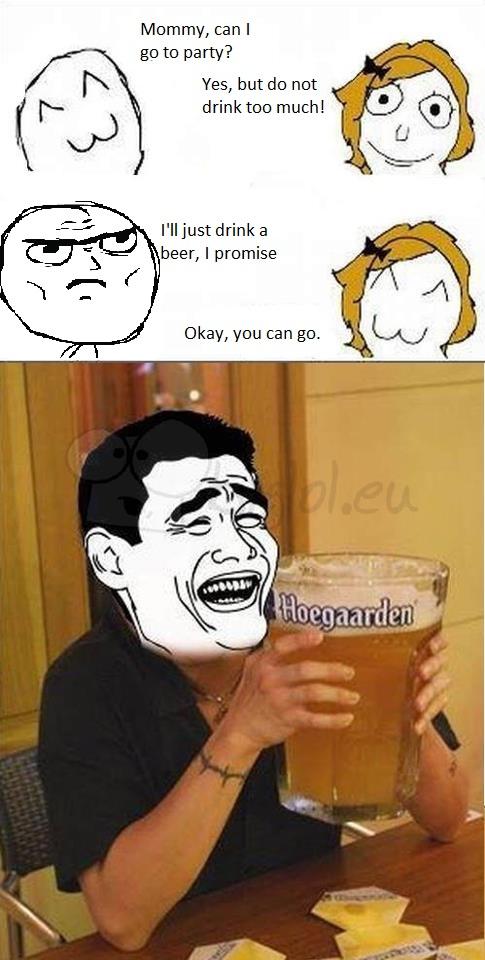 Mommy, can I
go to party?
Yes, but do not
drink too much!
I'll just drink a
beer, I promise
Okay, you can go.
Hoegaarden